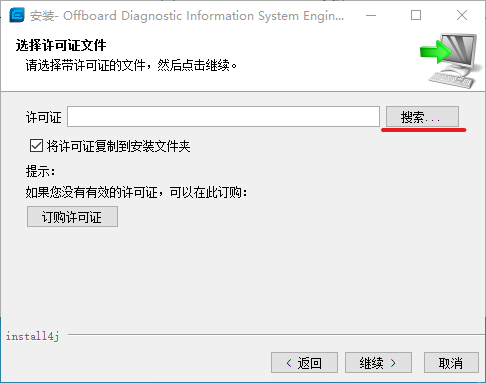 安装- Offboard Diagnostic Information System Engin...
选择许可证文件
请选择带许可证的文件，然后点击继续。
许可证
搜索...
将许可证复制到安装文件夹
提示:
如果您没有有效的许可证，可以在此订购:
订购许可证
install4j
< 返回
继续 >
取消